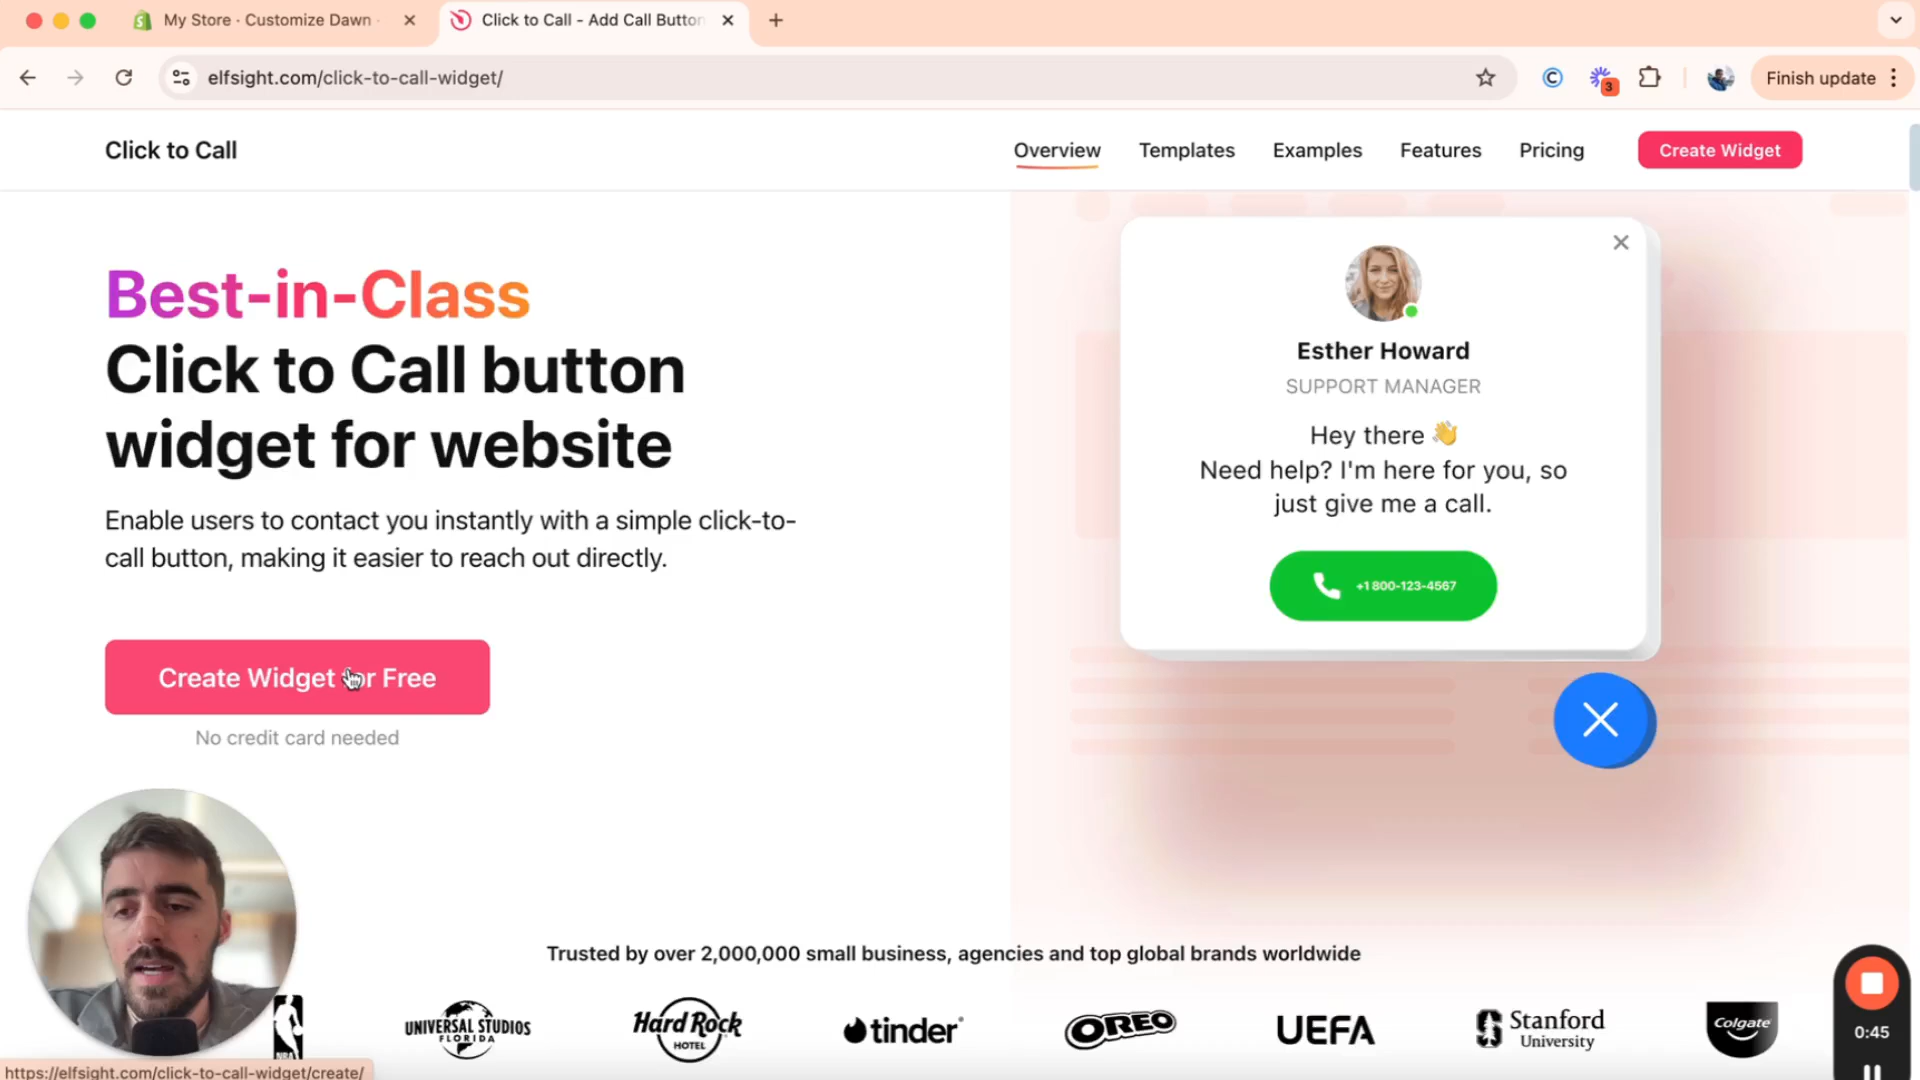 My Store · Customize Dawn ·
Click to Call - Add Call Button
elfsight.com/click-to-call-widget/
3
Finish update
Click to Call
Overview
Templates
Examples
Features
Pricing
Create Widget
Best-in-Class
Click to Call button
widget for website
Enable users to contact you instantly with a simple click-to-
call button, making it easier to reach out directly.
Create Widget for Free
No credit card needed
Esther Howard
SUPPORT MANAGER
Hey there 👋
Need help? I'm here for you, so
just give me a call.
+1 800-123-4567
Trusted by over 2,000,000 small business, agencies and top global brands worldwide
UNIVERSAL STUDIOS
FLORIDA
Hard Rock
HOTEL
tinder
OREO
UEFA
Stanford
University
Colgate
0:45
https://elfsight.com/click-to-call-widget/create/